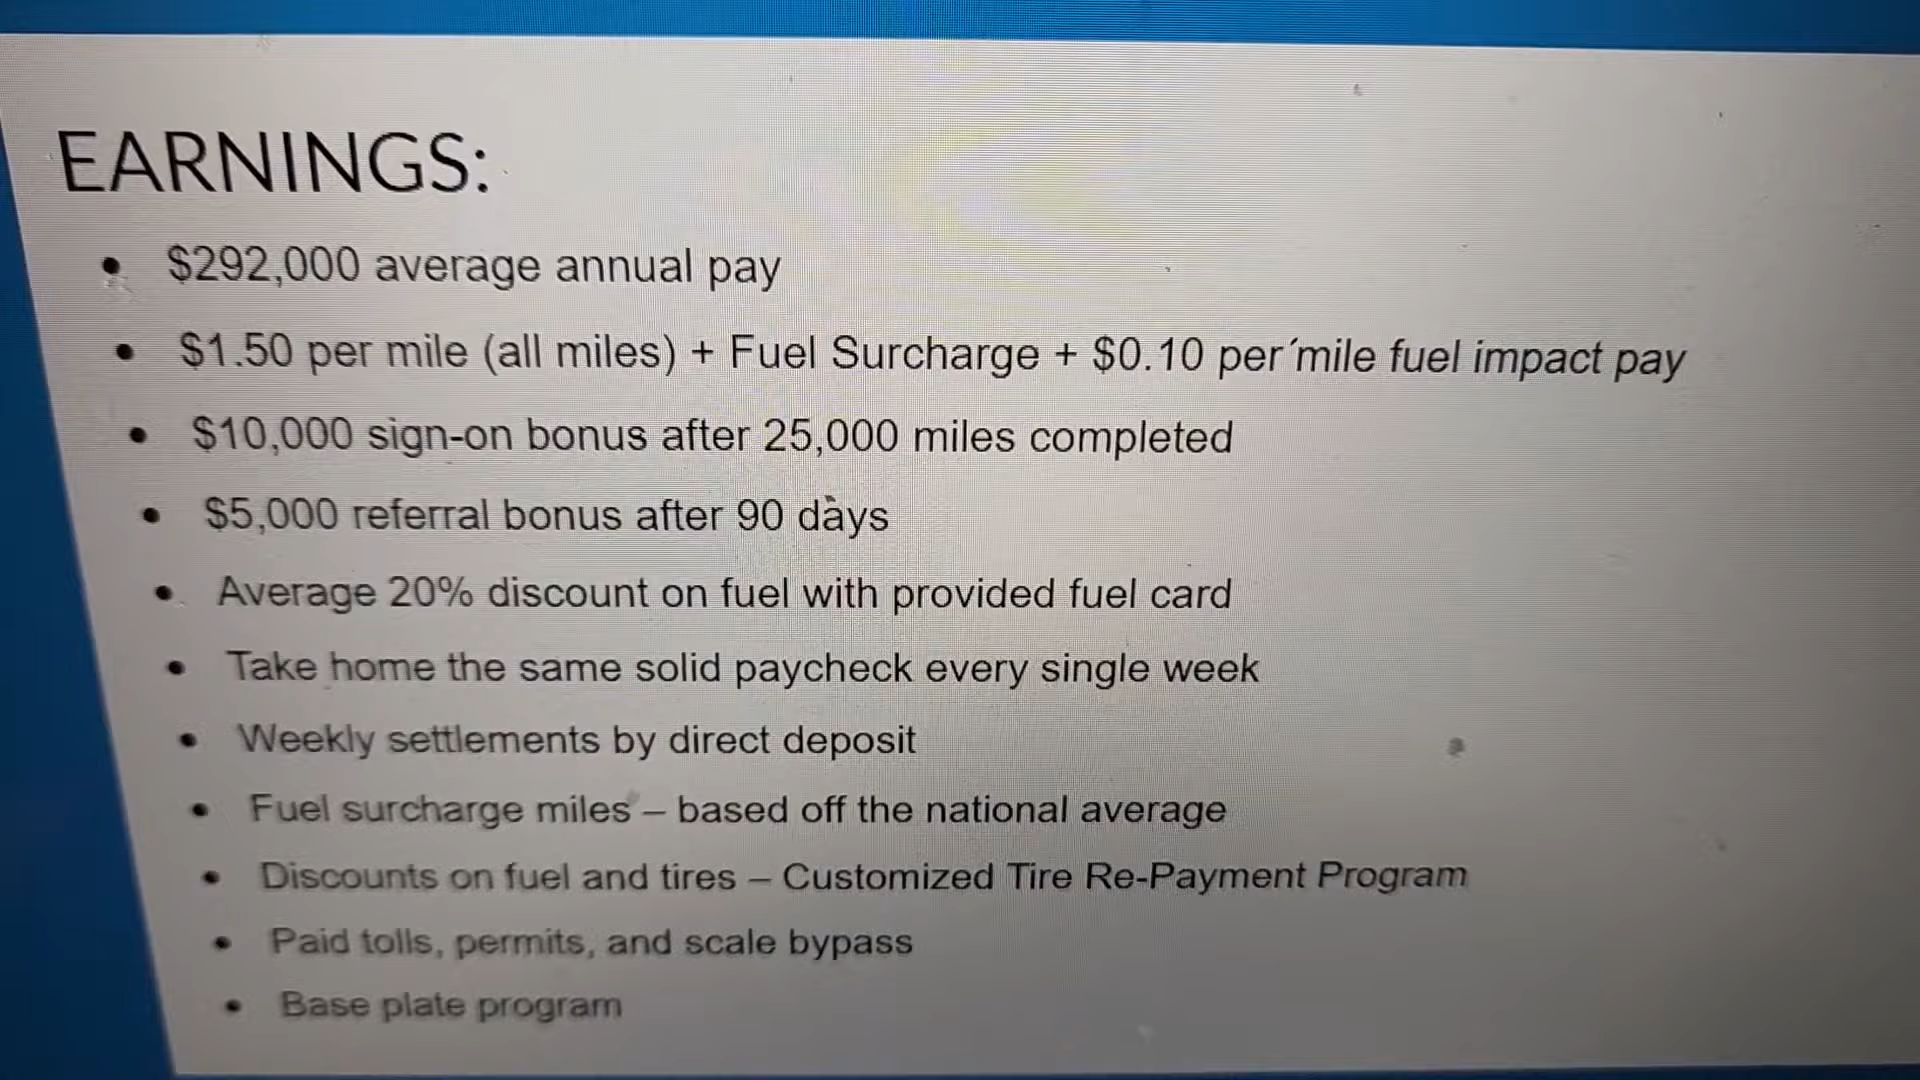 EARNINGS:
• $292,000 average annual pay
• $1.50 per mile (all miles) + Fuel Surcharge + $0.10 per mile fuel impact pay
• $10,000 sign-on bonus after 25,000 miles completed
• $5,000 referral bonus after 90 days
• Average 20% discount on fuel with provided fuel card
• Take home the same solid paycheck every single week
• Weekly settlements by direct deposit
• Fuel surcharge miles – based off the national average
• Discounts on fuel and tires – Customized Tire Re-Payment Program
• Paid tolls, permits, and scale bypass
• Base plate program